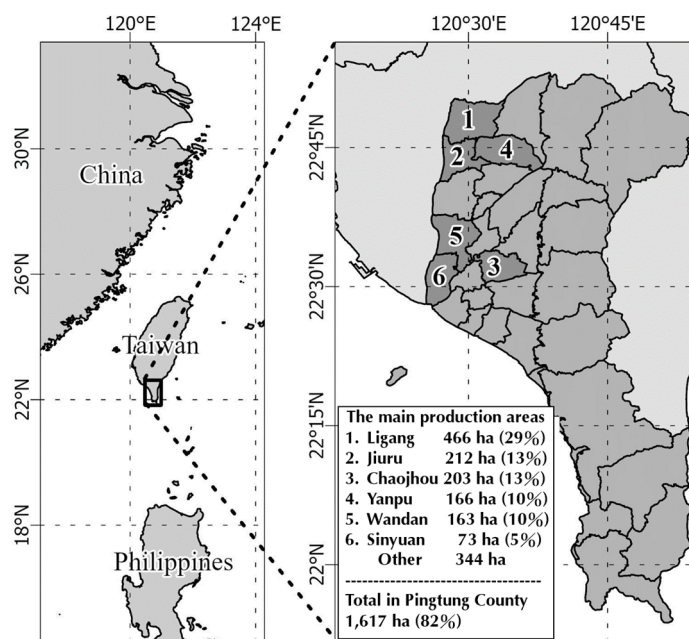 120°E
124°E
120°30'E
120°45'E
30°N
26°N
22°N
18°N
China
Taiwan
Philippines
22°45'N
22°30'N
22°15'N
22°N
1
2
4
5
3
6
The main production areas
1. Ligang 466 ha (29%)
2. Jiuru 212 ha (13%)
3. Chaojhou 203 ha (13%)
4. Yanpu 166 ha (10%)
5. Wandan 163 ha (10%)
6. Sinyuan 73 ha (5%)
Other 344 ha
Total in Pingtung County
1,617 ha (82%)